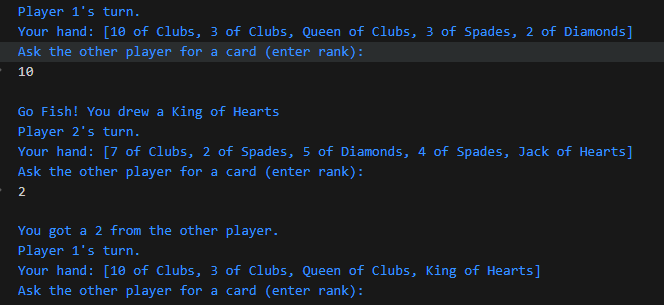 Player 1's turn.
Your hand: [10 of Clubs, 3 of Clubs, Queen of Clubs, 3 of Spades, 2 of Diamonds]
Ask the other player for a card (enter rank):
10
Go Fish! You drew a King of Hearts
Player 2's turn.
Your hand: [7 of Clubs, 2 of Spades, 5 of Diamonds, 4 of Spades, Jack of Hearts]
Ask the other player for a card (enter rank):
2
You got a 2 from the other player.
Player 1's turn.
Your hand: [10 of Clubs, 3 of Clubs, Queen of Clubs, King of Hearts]
Ask the other player for a card (enter rank):